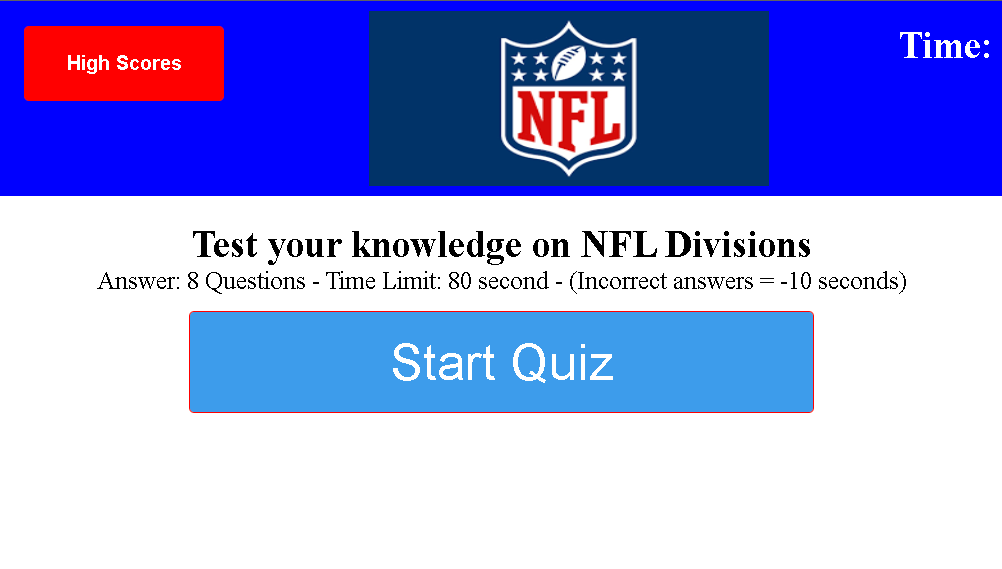 High Scores
NFL
Time:
Test your knowledge on NFL Divisions
Answer: 8 Questions - Time Limit: 80 second - (Incorrect answers = -10 seconds)
Start Quiz